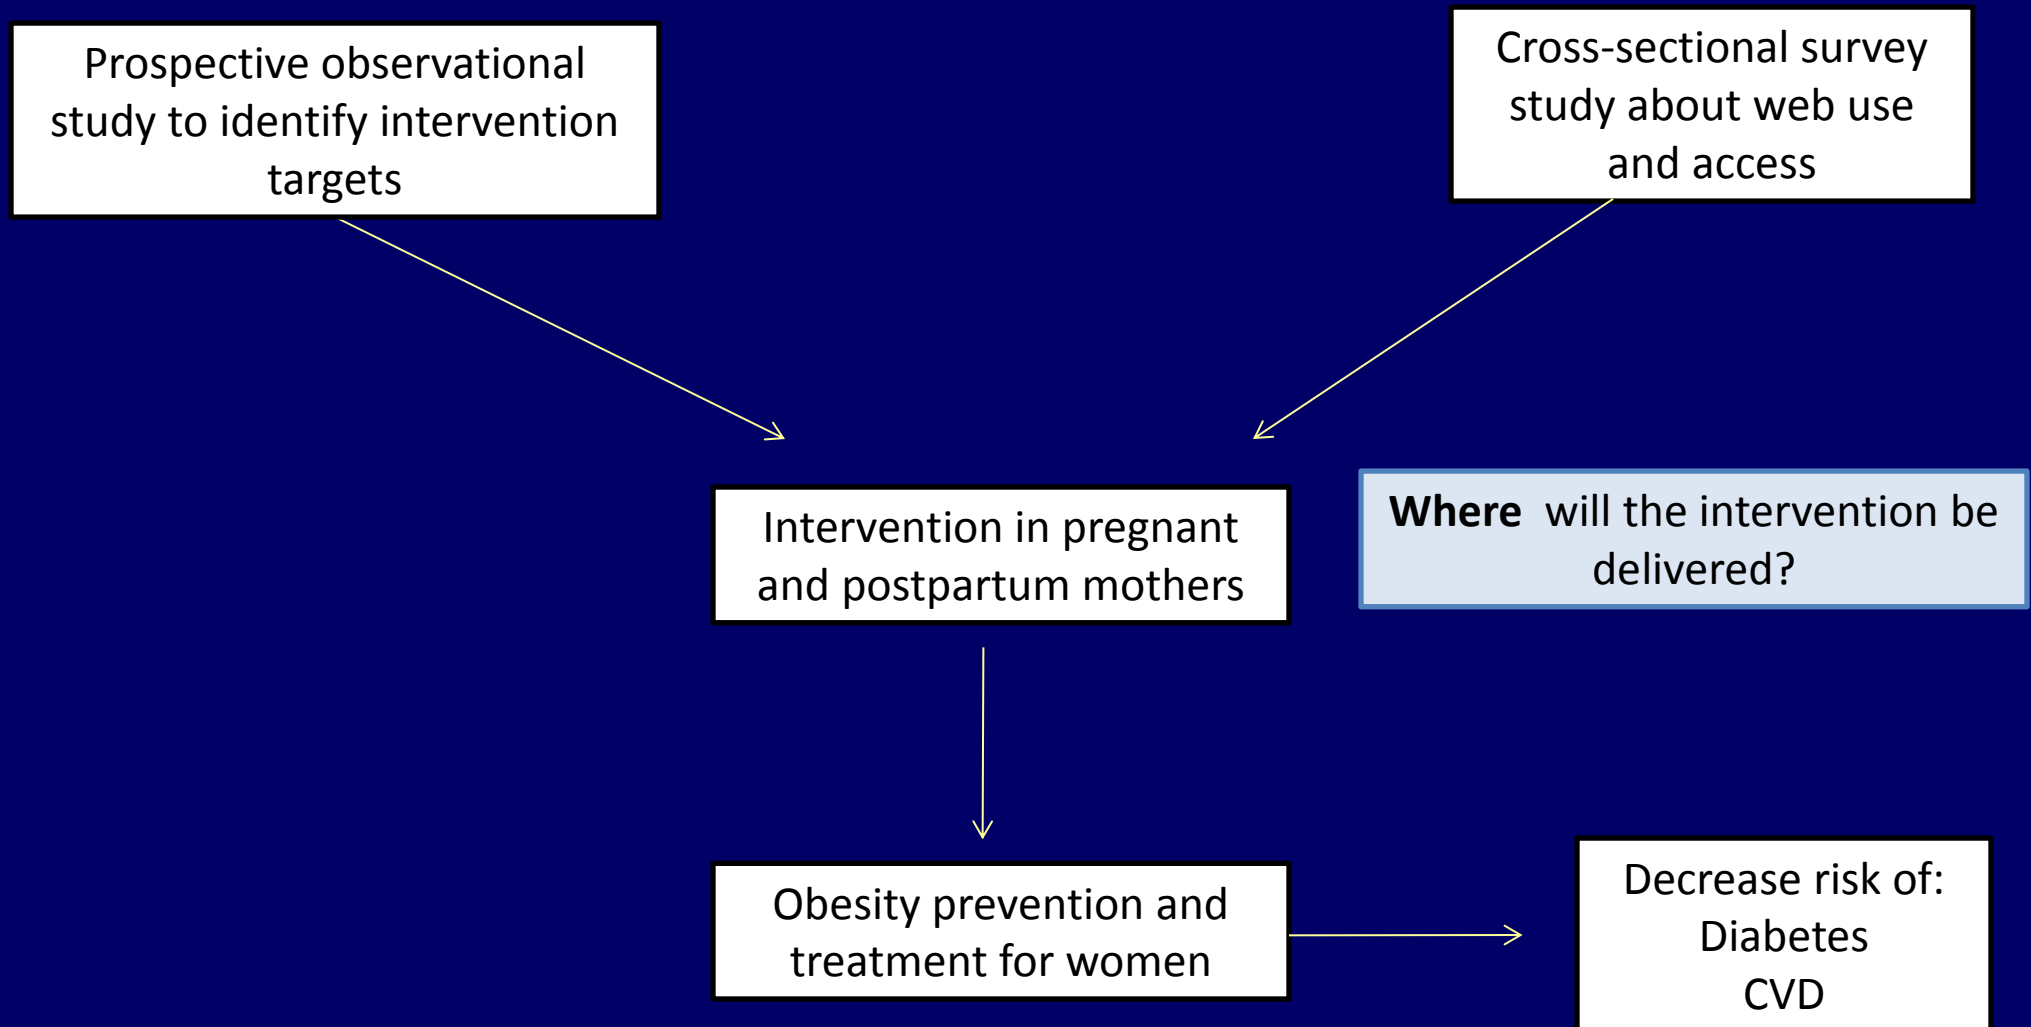 Prospective observational
study to identify intervention
targets
Cross-sectional survey
study about web use
and access
Intervention in pregnant
and postpartum mothers
Where will the intervention be
delivered?
Obesity prevention and
treatment for women
Decrease risk of:
Diabetes
CVD